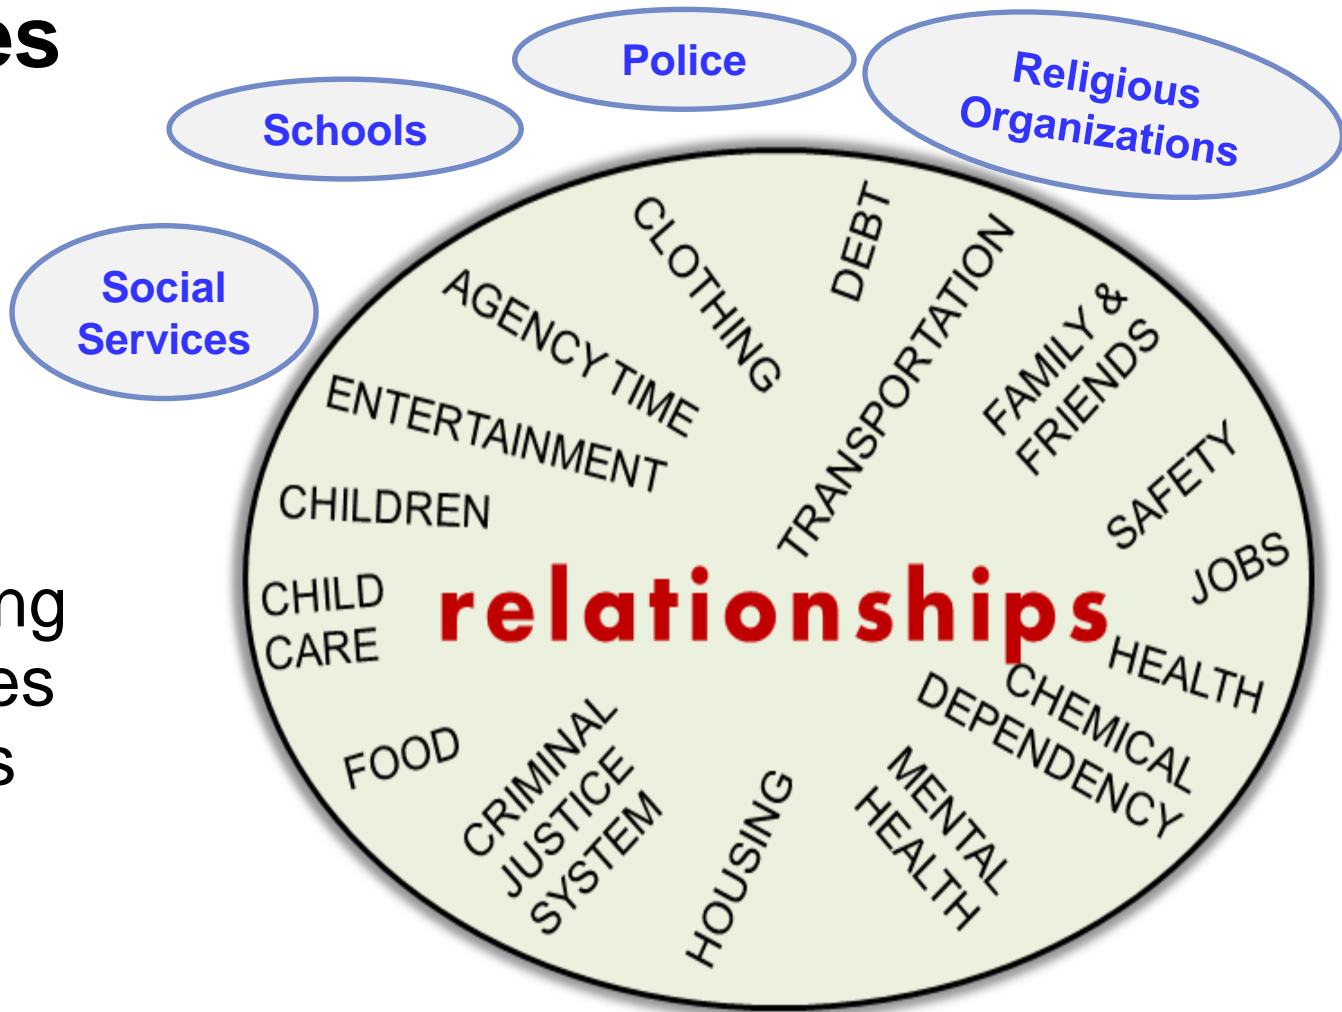 es
Police
Religious
Organizations
Schools
Social
Services
CLOTHING
DEBT
TRANSPORTATION
FAMILY &
FRIENDS
AGENCY TIME
ENTERTAINMENT
SAFETY
CHILDREN
JOBS
CHILD
CARE
relationships
HEALTH
CHEMICAL
DEPENDENCY
FOOD
CRIMINAL
JUSTICE
SYSTEM
HOUSING
MENTAL
HEALTH
ng
es
s